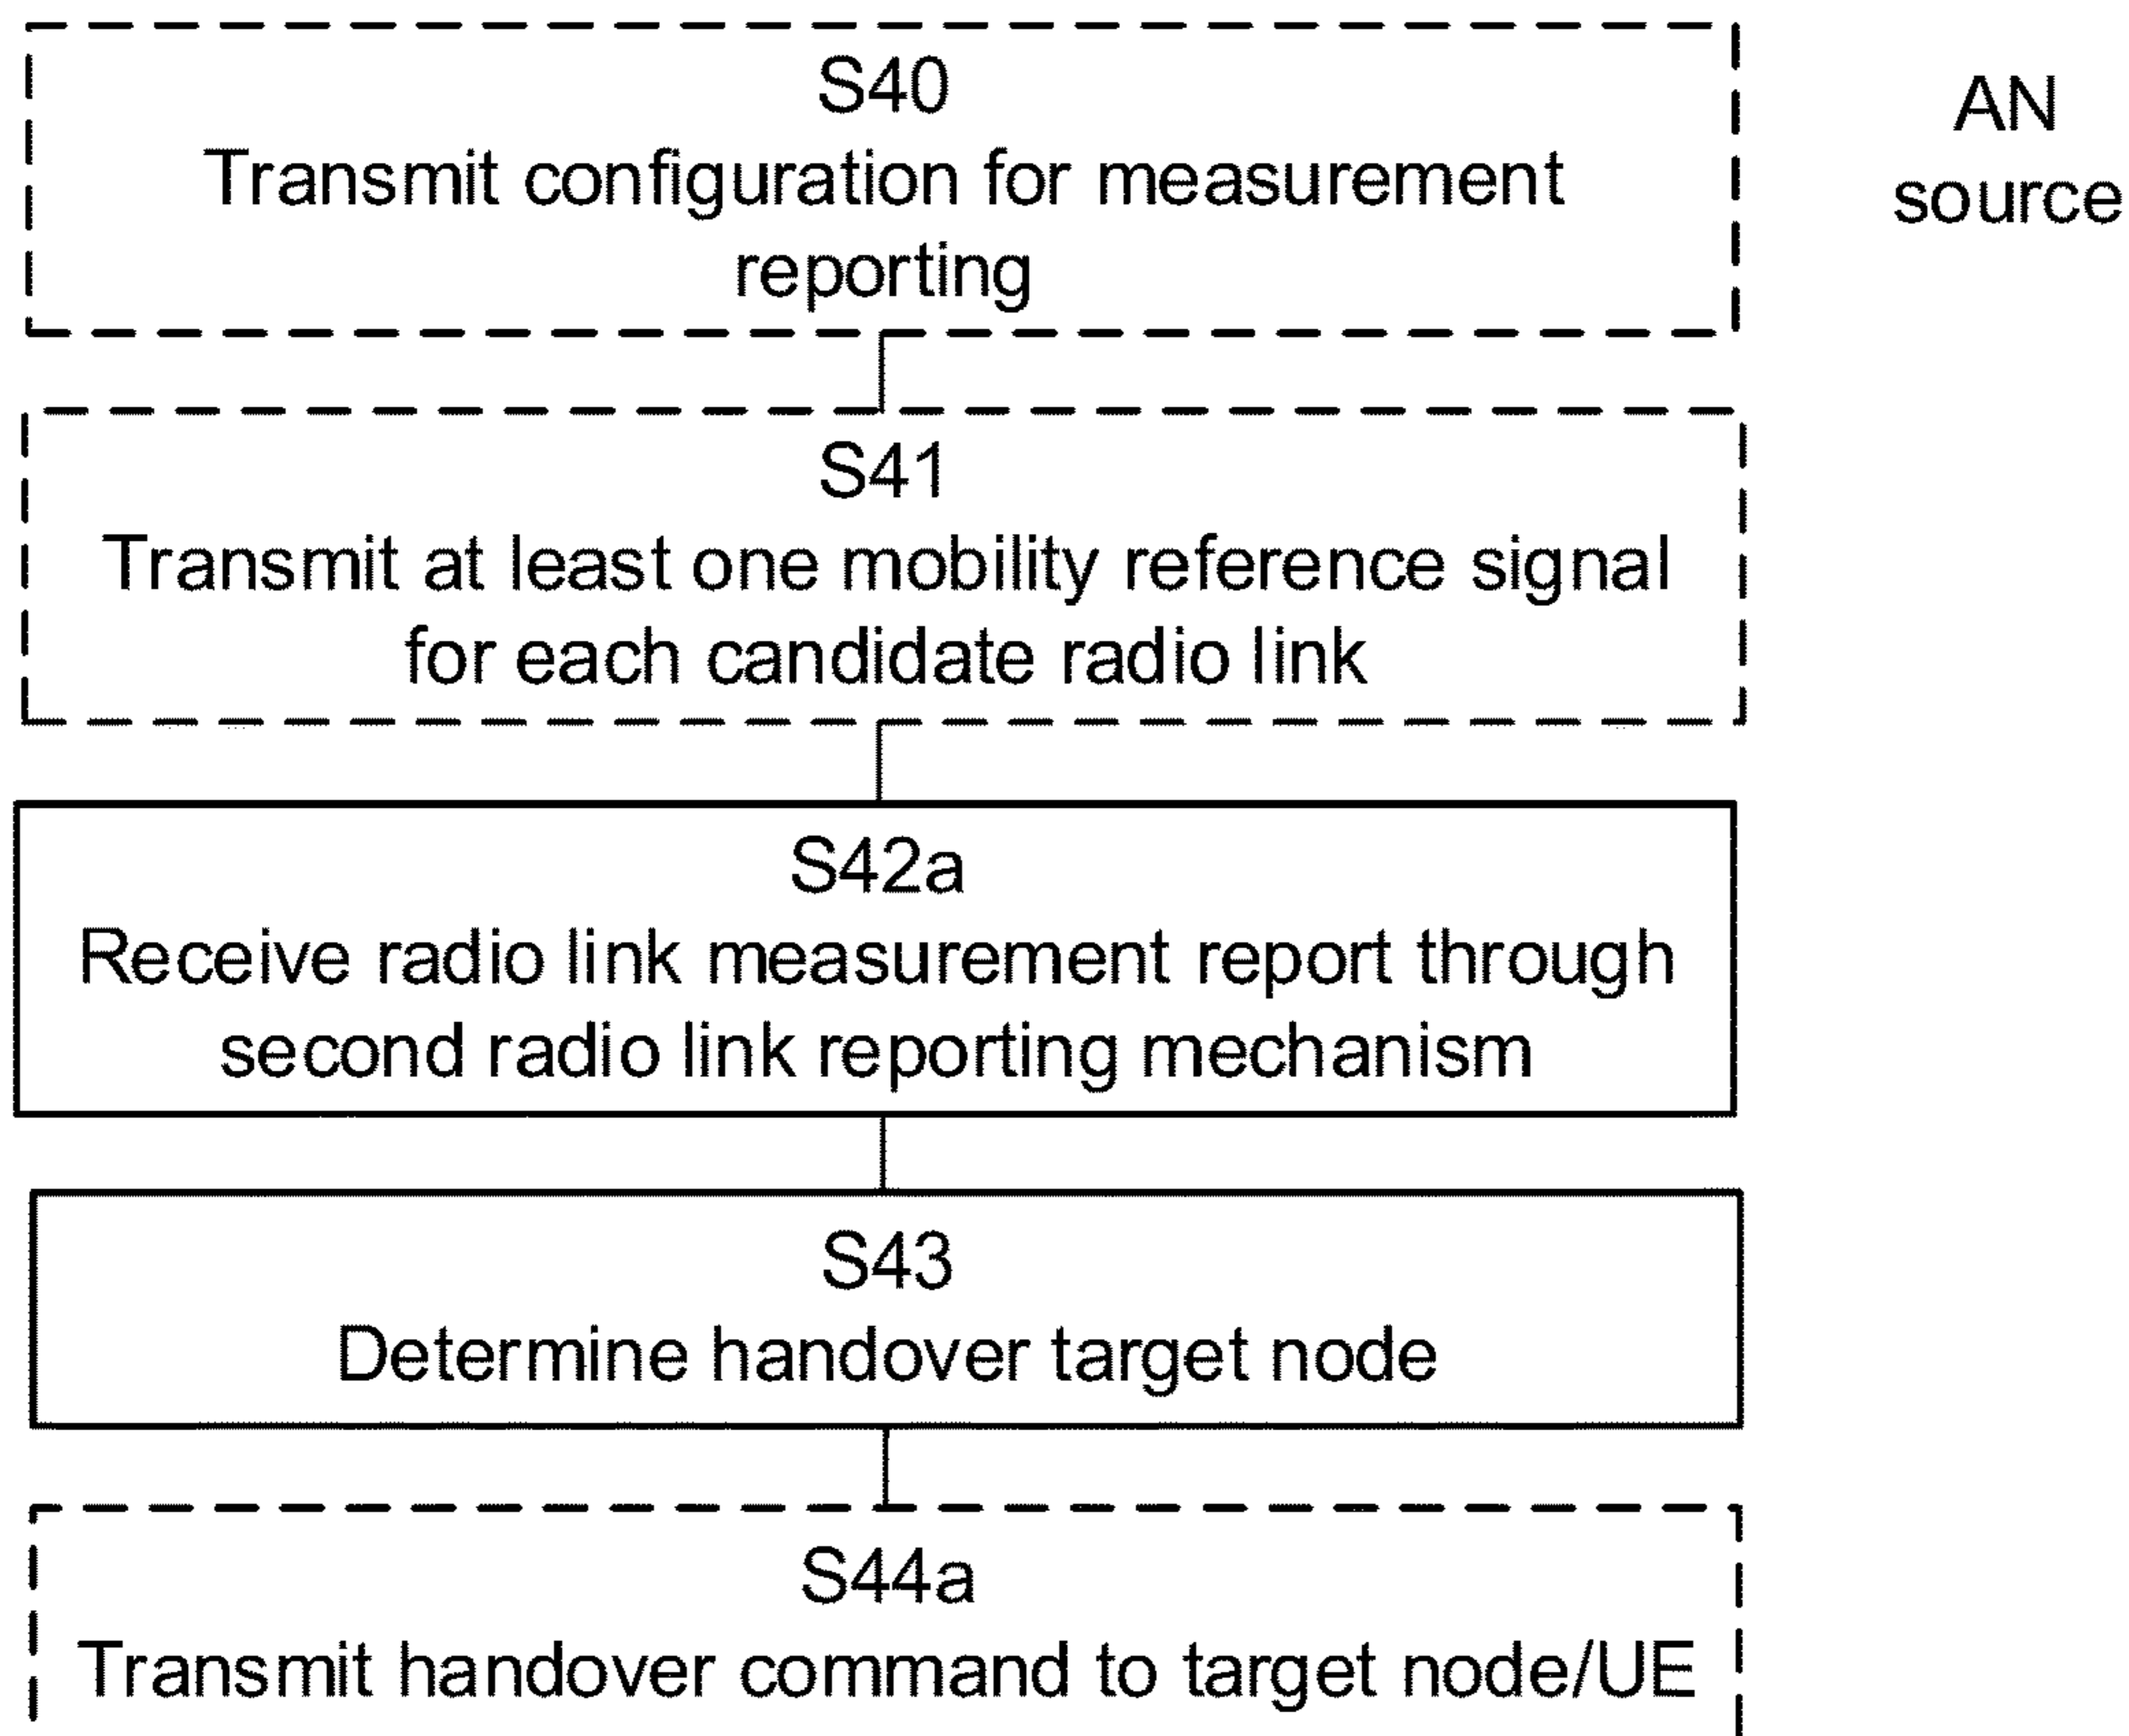 S40
Transmit configuration for measurement
reporting
AN
source
S41
Transmit at least one mobility reference signal
for each candidate radio link
S42a
Receive radio link measurement report through
second radio link reporting mechanism
S43
Determine handover target node
S44a
Transmit handover command to target node/UE